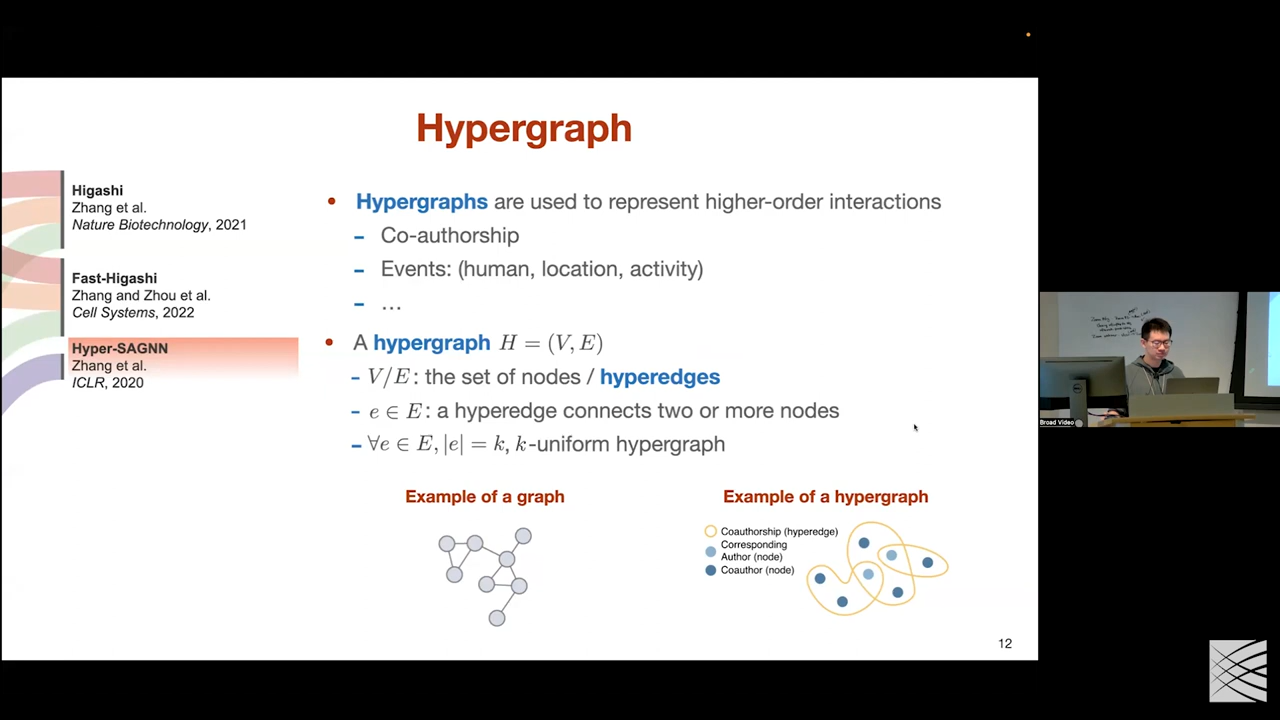 Hypergraph
Higashi
Zhang et al.
Nature Biotechnology, 2021
Fast-Higashi
Zhang and Zhou et al.
Cell Systems, 2022
Hyper-SAGNN
Zhang et al.
ICLR, 2020
• Hypergraphs are used to represent higher-order interactions
– Co-authorship
– Events: (human, location, activity)
– …
• A hypergraph H = (V, E)
- V/E : the set of nodes / hyperedges
- e ∈ E : a hyperedge connects two or more nodes
– ∀e ∈ E, |e| = k, k-uniform hypergraph
Example of a graph
Example of a hypergraph
Coauthorship (hyperedge)
Corresponding
Author (node)
Coauthor (node)
12
Broad Video